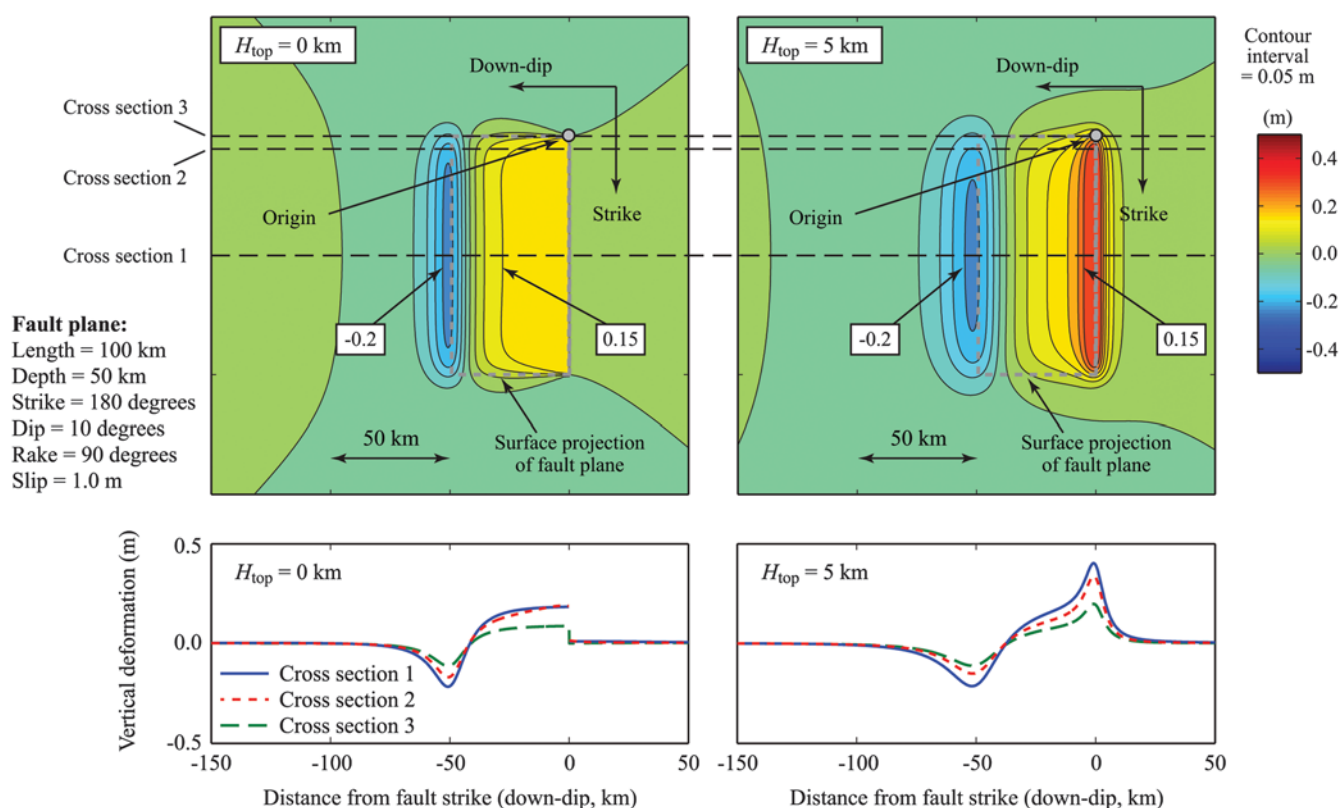 H_top = 0 km
Down-dip
Cross section 3
Cross section 2
Origin
Strike
Cross section 1
-0.2
0.15
Fault plane:
Length = 100 km
Depth = 50 km
Strike = 180 degrees
Dip = 10 degrees
Rake = 90 degrees
Slip = 1.0 m
50 km
Surface projection
of fault plane
H_top = 5 km
Down-dip
Origin
Strike
-0.2
0.15
50 km
Surface projection
of fault plane
Contour
interval
= 0.05 m
(m)
0.4
0.2
0.0
-0.2
-0.4
Vertical deformation (m)
0.5
0.0
-0.5
H_top = 0 km
Cross section 1
Cross section 2
Cross section 3
-150
-100
-50
0
50
Distance from fault strike (down-dip, km)
H_top = 5 km
-150
-100
-50
0
50
Distance from fault strike (down-dip, km)